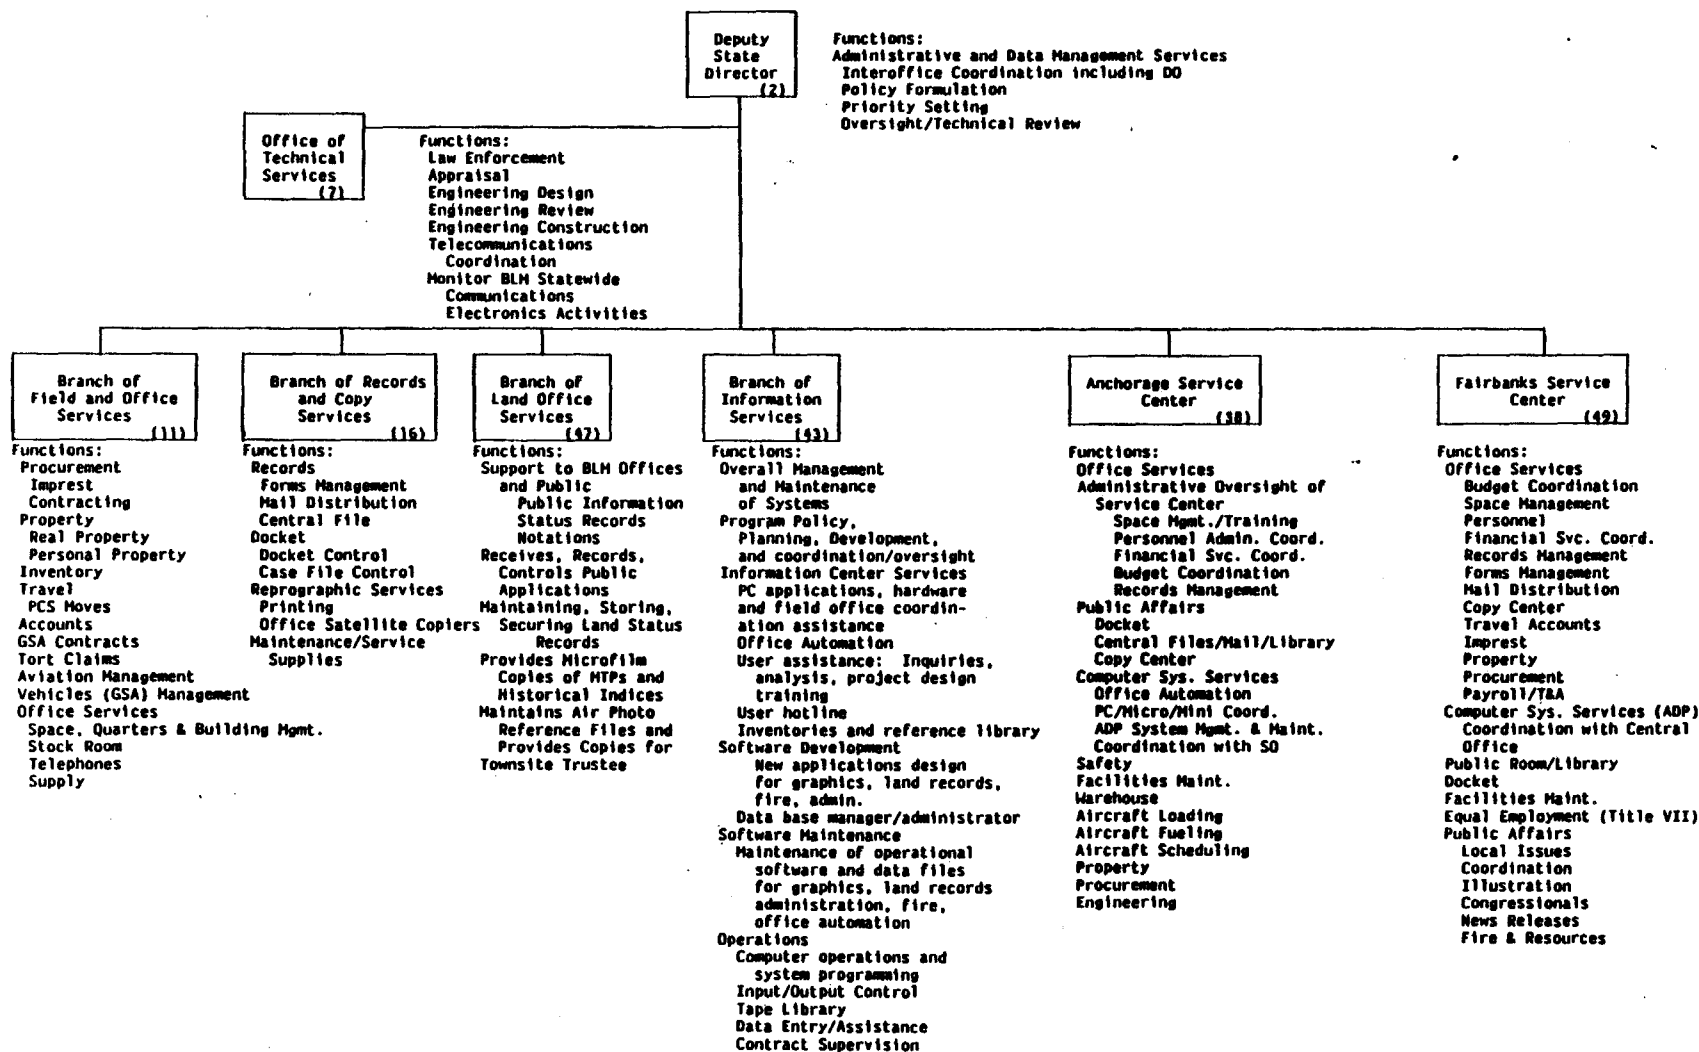 Deputy
State
Director
(2)
Functions:
Administrative and Data Management Services
Interoffice Coordination including DO
Policy Formulation
Priority Setting
Oversight/Technical Review
Office of
Technical
Services
(7)
Functions:
Law Enforcement
Appraisal
Engineering Design
Engineering Review
Engineering Construction
Telecommunications
Coordination
Monitor BLM Statewide
Communications
Electronics Activities
Branch of
Field and Office
Services
(11)
Functions:
Procurement
Imprest
Contracting
Property
Real Property
Personal Property
Inventory
Travel
PCS Moves
Accounts
GSA Contracts
Tort Claims
Aviation Management
Vehicles (GSA) Management
Office Services
Space, Quarters & Building Mgmt.
Stock Room
Telephones
Supply
Branch of Records
and Copy
Services
(16)
Functions:
Records
Forms Management
Mail Distribution
Central File
Docket
Docket Control
Case File Control
Reprographic Services
Printing
Office Satellite Copiers
Maintenance/Service
Supplies
Branch of
Land Office
Services
(47)
Functions:
Support to BLM Offices
and Public
Public Information
Status Records
Notations
Receives, Records,
Controls Public
Applications
Maintaining, Storing,
Securing Land Status
Records
Provides Microfilm
Copies of MTPs and
Historical Indices
Maintains Air Photo
Reference Files and
Provides Copies for
Townsite Trustee
Branch of
Information
Services
(43)
Functions:
Overall Management
and Maintenance
of Systems
Program Policy,
Planning, Development,
and coordination/oversight
Information Center Services
PC applications, hardware
and field office coordin-
ation assistance
Office Automation
User assistance: Inquiries,
analysis, project design
training
User hotline
Inventories and reference library
Software Development
New applications design
for graphics, land records,
fire, admin.
Data base manager/administrator
Software Maintenance
Maintenance of operational
software and data files
for graphics, land records
administration, fire,
office automation
Operations
Computer operations and
system programming
Input/Output Control
Tape Library
Data Entry/Assistance
Contract Supervision
Anchorage Service
Center
(38)
Functions:
Office Services
Administrative Oversight of
Service Center
Space Mgmt./Training
Personnel Admin. Coord.
Financial Svc. Coord.
Budget Coordination
Records Management
Public Affairs
Docket
Central Files/Mail/Library
Copy Center
Computer Sys. Services
Office Automation
PC/Micro/Mini Coord.
ADP System Mgmt. & Maint.
Coordination with SO
Safety
Facilities Maint.
Warehouse
Aircraft Loading
Aircraft Fueling
Aircraft Scheduling
Property
Procurement
Engineering
Fairbanks Service
Center
(49)
Functions:
Office Services
Budget Coordination
Space Management
Personnel
Financial Svc. Coord.
Records Management
Forms Management
Mail Distribution
Copy Center
Travel Accounts
Imprest
Property
Procurement
Payroll/T&A
Computer Sys. Services (ADP)
Coordination with Central
Office
Public Room/Library
Docket
Facilities Maint.
Equal Employment (Title VII)
Public Affairs
Local Issues
Coordination
Illustration
Congressionals
News Releases
Fire & Resources